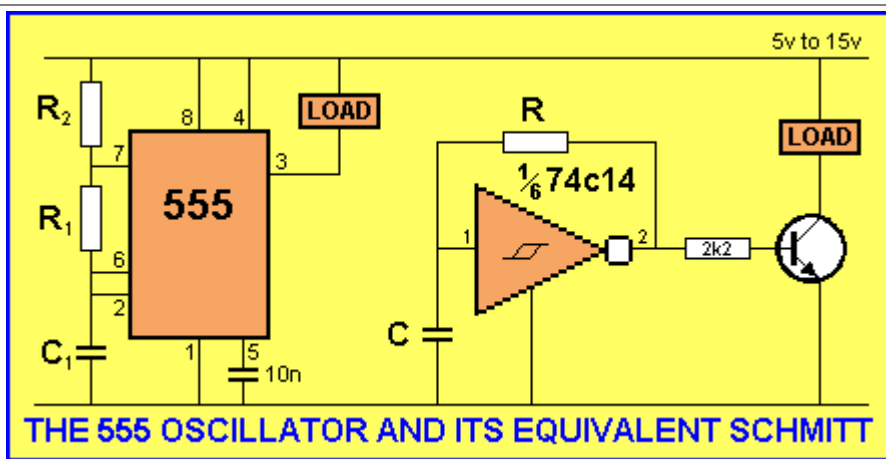 5v to 15v
R2
8
4
LOAD
R
LOAD
7
3
1/6 74c14
555
R1
1
2
2k2
6
2
C1
1
5
10n
C
THE 555 OSCILLATOR AND ITS EQUIVALENT SCHMITT